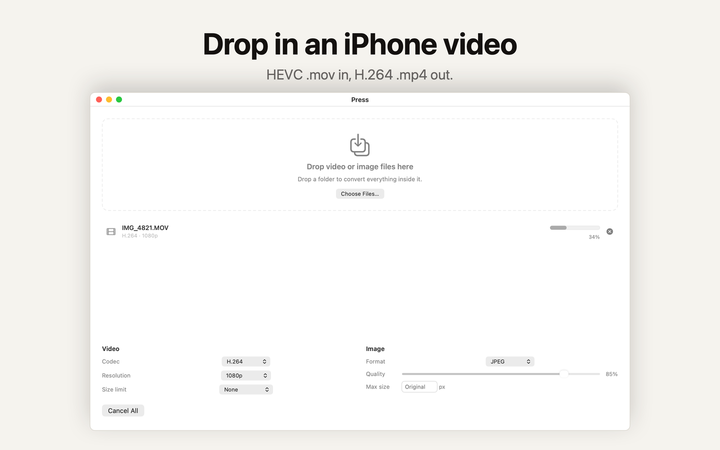 Drop in an iPhone video
HEVC .mov in, H.264 .mp4 out.
Press
Drop video or image files here
Drop a folder to convert everything inside it.
Choose Files...
IMG_4821.MOV
H.264 · 1080p
34%
Video
Codec
H.264
Resolution
1080p
Size limit
None
Cancel All
Image
Format
JPEG
Quality
85%
Max size
Original
px